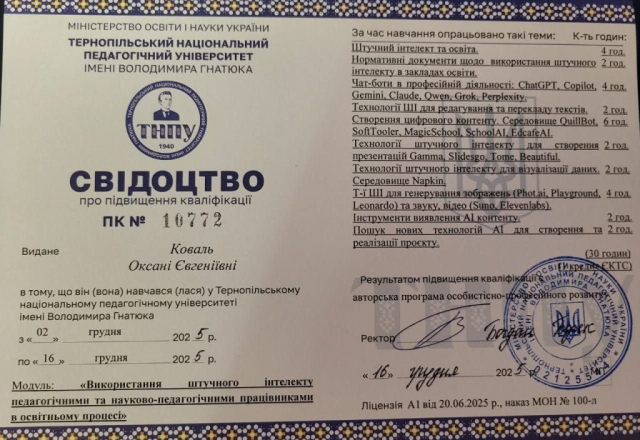 МІНІСТЕРСТВО ОСВІТИ І НАУКИ УКРАЇНИ
ТЕРНОПІЛЬСЬКИЙ НАЦІОНАЛЬНИЙ
ПЕДАГОГІЧНИЙ УНІВЕРСИТЕТ
ІМЕНІ ВОЛОДИМИРА ГНАТЮКА
ТНПУ
1940
СВІДОЦТВО
про підвищення кваліфікації
ПК № 10772
Видане Коваль
Оксані Євгеніївні
в тому, що він (вона) навчався (лася) у Тернопільському
національному педагогічному університеті
імені Володимира Гнатюка
з «02» грудня 2025 р.
по «16» грудня 2025 р.
Модуль: «Використання штучного інтелекту
педагогічними та науково-педагогічними працівниками
в освітньому процесі»
За час навчання опрацьовано такі теми: К-ть годин:
Штучний інтелект та освіта. 4 год.
Нормативні документи щодо використання штучного 2 год.
інтелекту в закладах освіти.
Чат-боти в професійній діяльності: ChatGPT, Copilot, 4 год.
Gemini, Claude, Qwen, Grok, Perplexity.
Технології ШІ для редагування та перекладу текстів. 2 год.
Створення цифрового контенту. Середовище QuillBot, 6 год.
SoftTooler, MagicSchool, SchoolAI, EdcafeAI.
Технології штучного інтелекту для створення 2 год.
презентацій Gamma, Slidesgo, Tome, Beautiful.
Технології штучного інтелекту для візуалізації даних. 2 год.
Середовище Napkin.
Т-ї ШІ для генерування зображень (Phot.ai, Playground, 4 год.
Leonardo) та звуку, відео (Suno, Elevenlabs).
Інструменти виявлення AI контенту. 2 год.
Пошук нових технологій AI для створення та 2 год.
реалізації проєкту.
(30 годин)
(1 кредит ЄКТС)
Результатом підвищення кваліфікації є
авторська програма особистісно-професійного розвитку
Ректор Богдан
«16» грудня 2025 р.
Ліцензія А1 від 20.06.2025 р., наказ МОН № 100-л